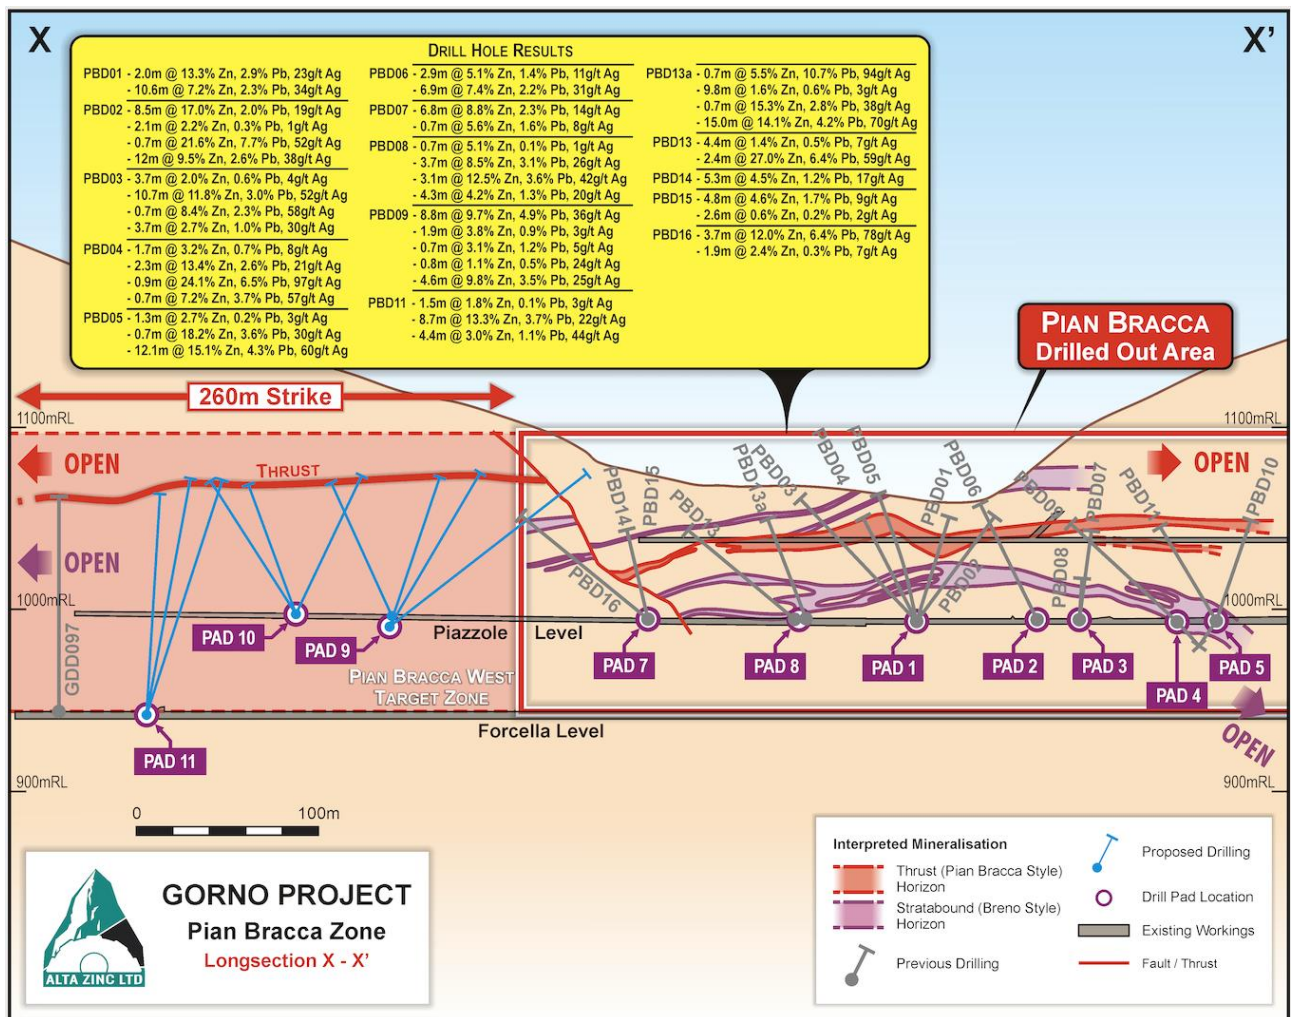 X
X'
DRILL HOLE RESULTS
PBD01 - 2.0m @ 13.3% Zn, 2.9% Pb, 23g/t Ag
- 10.6m @ 7.2% Zn, 2.3% Pb, 34g/t Ag
PBD02 - 8.5m @ 17.0% Zn, 2.0% Pb, 19g/t Ag
- 2.1m @ 2.2% Zn, 0.3% Pb, 1g/t Ag
- 0.7m @ 21.6% Zn, 7.7% Pb, 52g/t Ag
- 12m @ 9.5% Zn, 2.6% Pb, 38g/t Ag
PBD03 - 3.7m @ 2.0% Zn, 0.6% Pb, 4g/t Ag
- 10.7m @ 11.8% Zn, 3.0% Pb, 52g/t Ag
- 0.7m @ 8.4% Zn, 2.3% Pb, 58g/t Ag
- 3.7m @ 2.7% Zn, 1.0% Pb, 30g/t Ag
PBD04 - 1.7m @ 3.2% Zn, 0.7% Pb, 8g/t Ag
- 2.3m @ 13.4% Zn, 2.6% Pb, 21g/t Ag
- 0.9m @ 24.1% Zn, 6.5% Pb, 97g/t Ag
- 0.7m @ 7.2% Zn, 3.7% Pb, 57g/t Ag
PBD05 - 1.3m @ 2.7% Zn, 0.2% Pb, 3g/t Ag
- 0.7m @ 18.2% Zn, 3.6% Pb, 30g/t Ag
- 12.1m @ 15.1% Zn, 4.3% Pb, 60g/t Ag
PBD06 - 2.9m @ 5.1% Zn, 1.4% Pb, 11g/t Ag
- 6.9m @ 7.4% Zn, 2.2% Pb, 31g/t Ag
PBD07 - 6.8m @ 8.8% Zn, 2.3% Pb, 14g/t Ag
- 0.7m @ 5.6% Zn, 1.6% Pb, 8g/t Ag
PBD08 - 0.7m @ 5.1% Zn, 0.1% Pb, 1g/t Ag
- 3.7m @ 8.5% Zn, 3.1% Pb, 26g/t Ag
- 3.1m @ 12.5% Zn, 3.6% Pb, 42g/t Ag
- 4.3m @ 4.2% Zn, 1.3% Pb, 20g/t Ag
PBD09 - 8.8m @ 9.7% Zn, 4.9% Pb, 36g/t Ag
- 1.9m @ 3.8% Zn, 0.9% Pb, 3g/t Ag
- 0.7m @ 3.1% Zn, 1.2% Pb, 5g/t Ag
- 0.8m @ 1.1% Zn, 0.5% Pb, 24g/t Ag
- 4.6m @ 9.8% Zn, 3.5% Pb, 25g/t Ag
PBD11 - 1.5m @ 1.8% Zn, 0.1% Pb, 3g/t Ag
- 8.7m @ 13.3% Zn, 3.7% Pb, 22g/t Ag
- 4.4m @ 3.0% Zn, 1.1% Pb, 44g/t Ag
PBD13a - 0.7m @ 5.5% Zn, 10.7% Pb, 94g/t Ag
- 9.8m @ 1.6% Zn, 0.6% Pb, 3g/t Ag
- 0.7m @ 15.3% Zn, 2.8% Pb, 38g/t Ag
- 15.0m @ 14.1% Zn, 4.2% Pb, 70g/t Ag
PBD13 - 4.4m @ 1.4% Zn, 0.5% Pb, 7g/t Ag
- 2.4m @ 27.0% Zn, 6.4% Pb, 59g/t Ag
PBD14 - 5.3m @ 4.5% Zn, 1.2% Pb, 17g/t Ag
PBD15 - 4.8m @ 4.6% Zn, 1.7% Pb, 9g/t Ag
- 2.6m @ 0.6% Zn, 0.2% Pb, 2g/t Ag
PBD16 - 3.7m @ 12.0% Zn, 6.4% Pb, 78g/t Ag
- 1.9m @ 2.4% Zn, 0.3% Pb, 7g/t Ag
PIAN BRACCA
Drilled Out Area
260m Strike
1100mRL
1100mRL
OPEN
THRUST
OPEN
OPEN
PBD14
PBD15
PBD13
PBD13a
PBD03
PBD04
PBD05
PBD01
PBD06
PBD09
PBD07
PBD11
PBD10
PBD16
PBD02
PBD08
GDD097
1000mRL
1000mRL
Piazzole Level
PAD 10
PAD 9
PAD 7
PAD 8
PAD 1
PAD 2
PAD 3
PAD 4
PAD 5
PIAN BRACCA WEST
TARGET ZONE
Forcella Level
PAD 11
OPEN
900mRL
900mRL
0 100m
GORNO PROJECT
Pian Bracca Zone
Longsection X - X'
ALTA ZINC LTD
Interpreted Mineralisation
Thrust (Pian Bracca Style)
Horizon
Stratabound (Breno Style)
Horizon
Previous Drilling
Proposed Drilling
Drill Pad Location
Existing Workings
Fault / Thrust